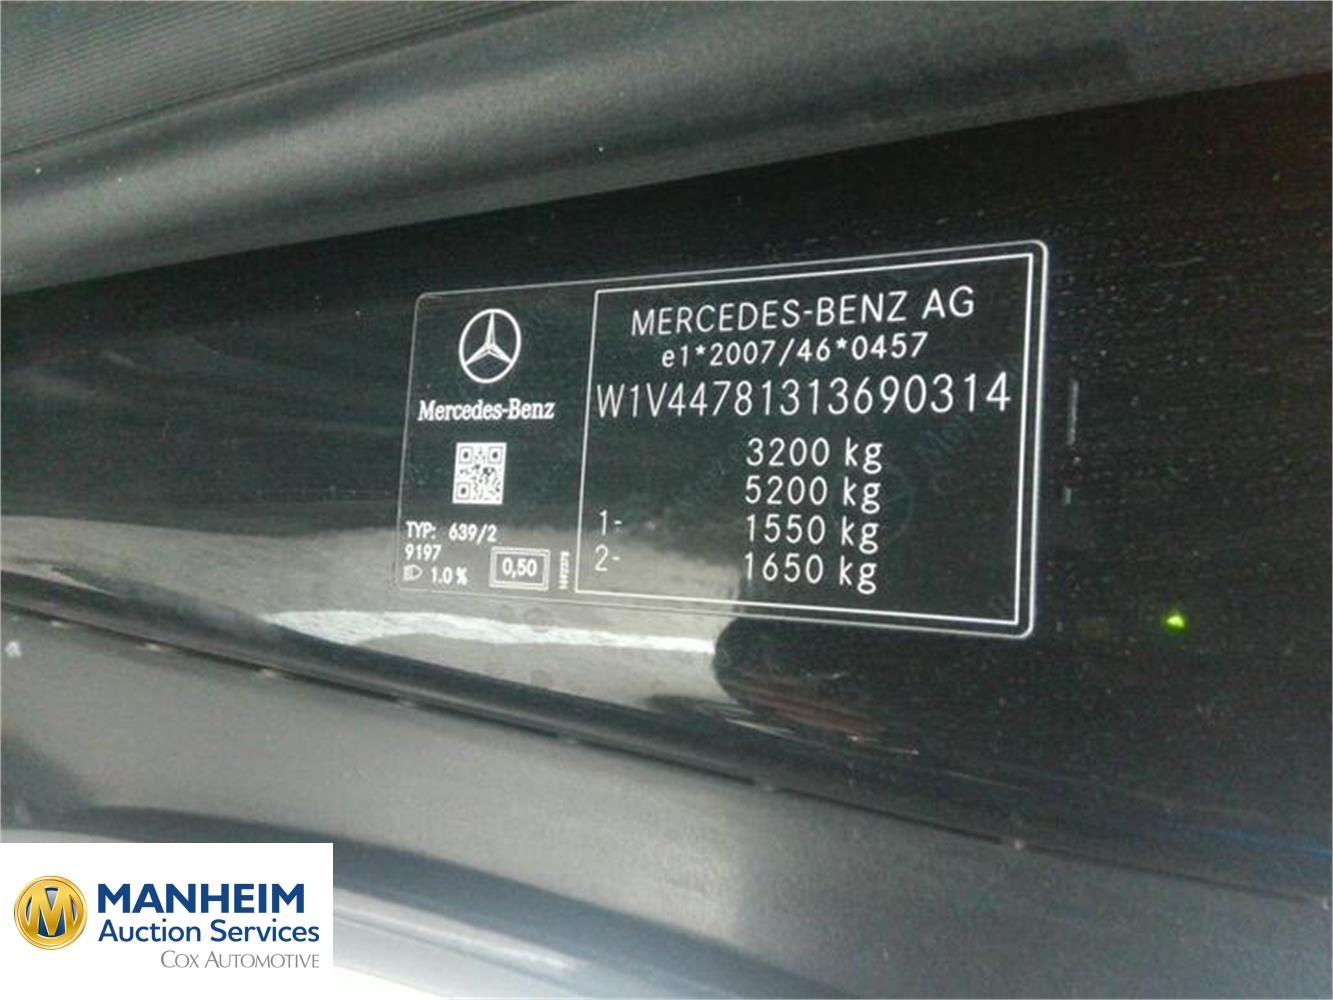 Mercedes-Benz
TYP: 639/2
9197
1.0 %
0,50
MERCEDES-BENZ AG
e1*2007/46*0457
W1V44781313690314
3200 kg
5200 kg
1- 1550 kg
2- 1650 kg
MANHEIM
Auction Services
COX AUTOMOTIVE